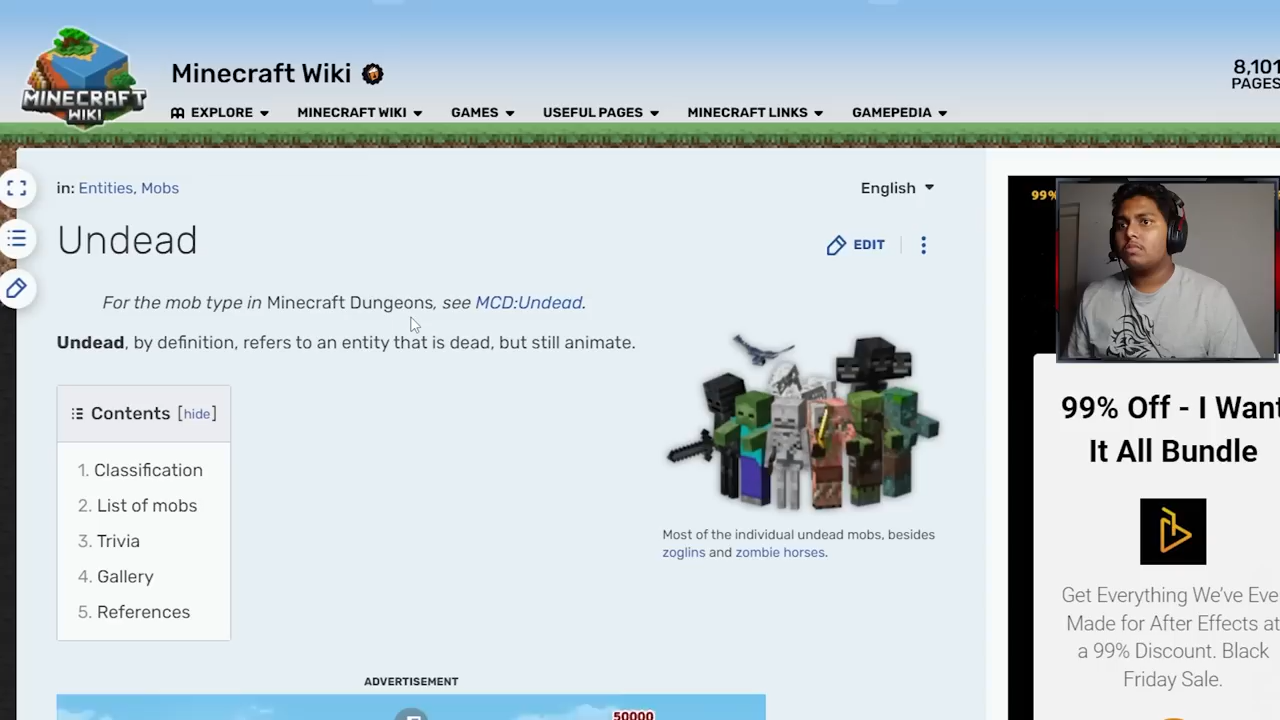 MINECRAFT
WIKI
Minecraft Wiki
8,101
PAGES
EXPLORE
MINECRAFT WIKI
GAMES
USEFUL PAGES
MINECRAFT LINKS
GAMEPEDIA
in: Entities, Mobs
English
Undead
EDIT
For the mob type in Minecraft Dungeons, see MCD:Undead.
Undead, by definition, refers to an entity that is dead, but still animate.
Contents [hide]
1. Classification
2. List of mobs
3. Trivia
4. Gallery
5. References
Most of the individual undead mobs, besides
zoglins and zombie horses.
ADVERTISEMENT
50000
99%
99% Off - I Want
It All Bundle
Get Everything We've Eve
Made for After Effects at
a 99% Discount. Black
Friday Sale.